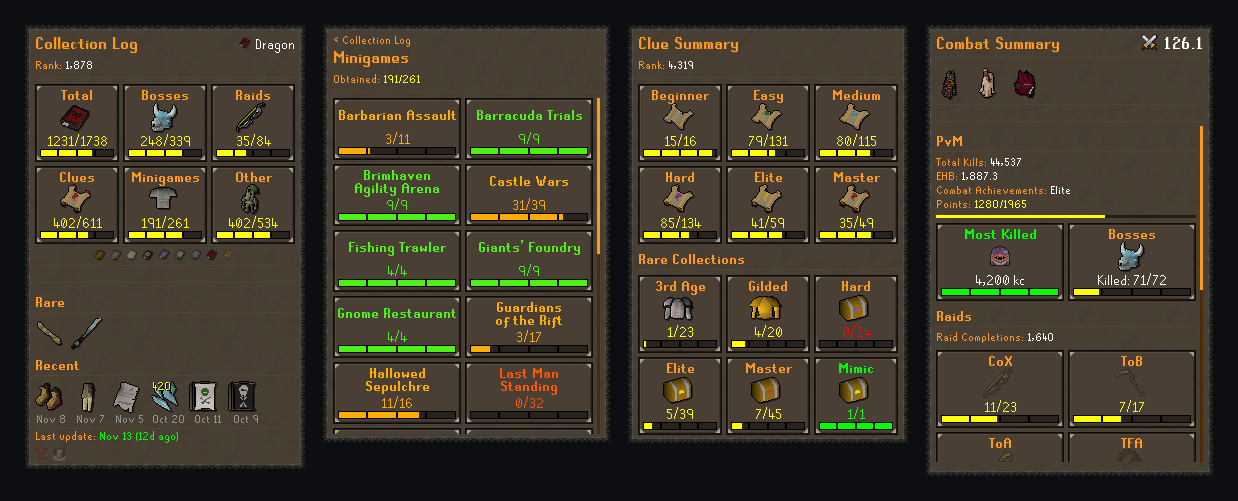 Collection Log
Dragon
Rank: 1,878
Total
Bosses
Raids
1231/1738
248/339
35/84
Clues
Minigames
Other
402/611
191/261
402/534
Rare
Recent
420
Nov 8
Nov 7
Nov 5
Oct 20
Oct 11
Oct 9
Last update: Nov 13 (12d ago)
< Collection Log
Minigames
Obtained: 191/261
Barbarian Assault
3/11
Barracuda Trials
9/9
Brimhaven
Agility Arena
9/9
Castle Wars
31/39
Fishing Trawler
4/4
Giants' Foundry
9/9
Gnome Restaurant
4/4
Guardians
of the Rift
3/17
Hallowed
Sepulchre
11/16
Last Man
Standing
0/32
Clue Summary
Rank: 4,319
Beginner
Easy
Medium
15/16
79/131
80/115
Hard
Elite
Master
85/134
41/59
35/49
Rare Collections
3rd Age
Gilded
Hard
1/23
4/20
Elite
Master
Mimic
5/39
7/45
1/1
Combat Summary
126.1
PvM
Total Kills: 44,537
EHB: 1,887.3
Combat Achievements: Elite
Points: 1280/1965
Most Killed
Bosses
4,200 kc
Killed: 71/72
Raids
Raid Completions: 1,640
CoX
ToB
11/23
7/17
ToA
TFA